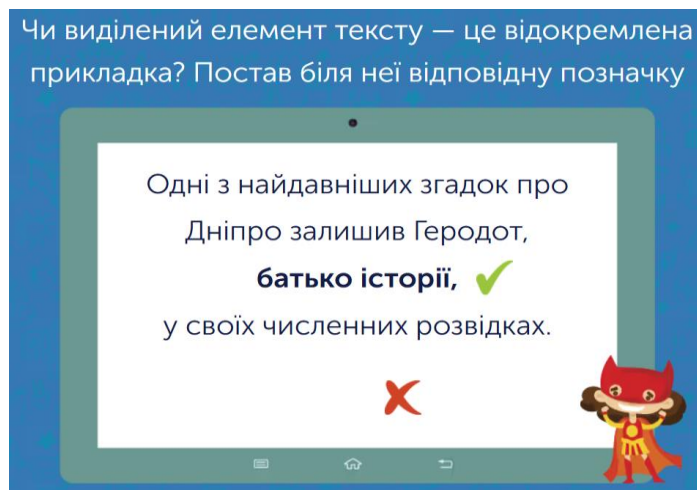 Чи виділений елемент тексту — це відокремлена
прикладка? Постав біля неї відповідну позначку
Одні з найдавніших згадок про
Дніпро залишив Геродот,
батько історії,
у своїх численних розвідках.